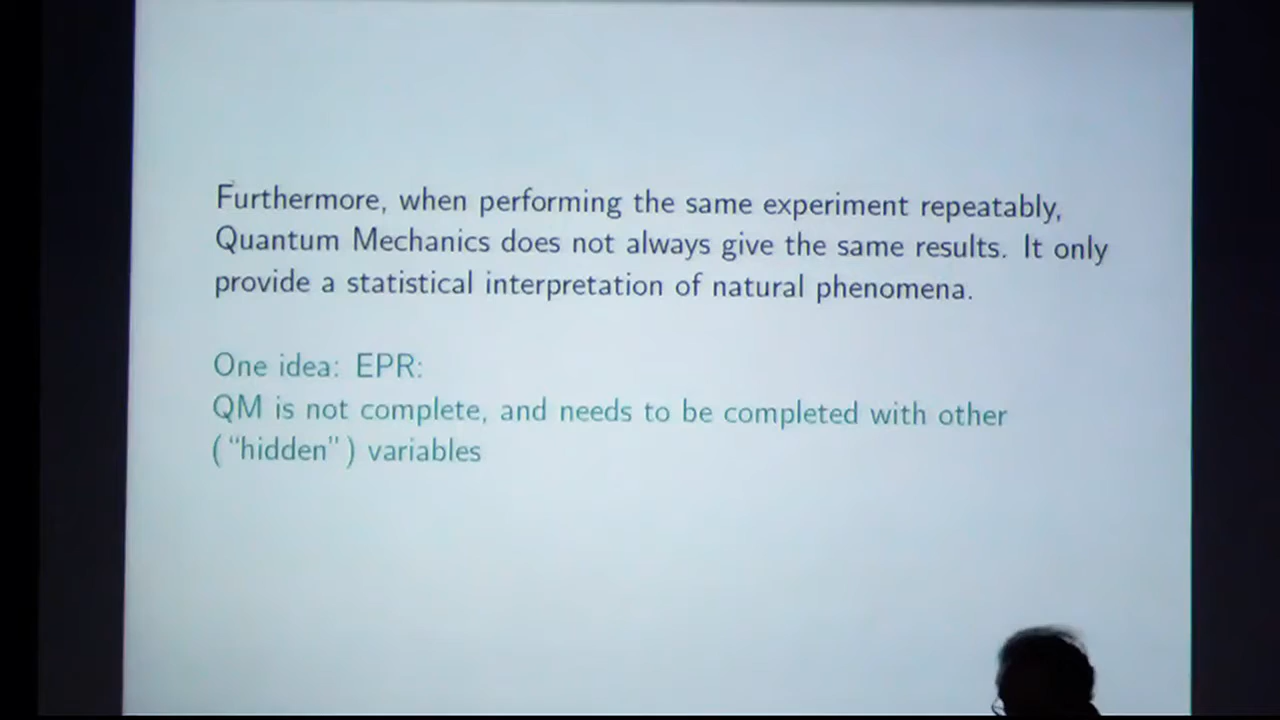 Furthermore, when performing the same experiment repeatably,
Quantum Mechanics does not always give the same results. It only
provide a statistical interpretation of natural phenomena.
One idea: EPR:
QM is not complete, and needs to be completed with other
(“hidden”) variables